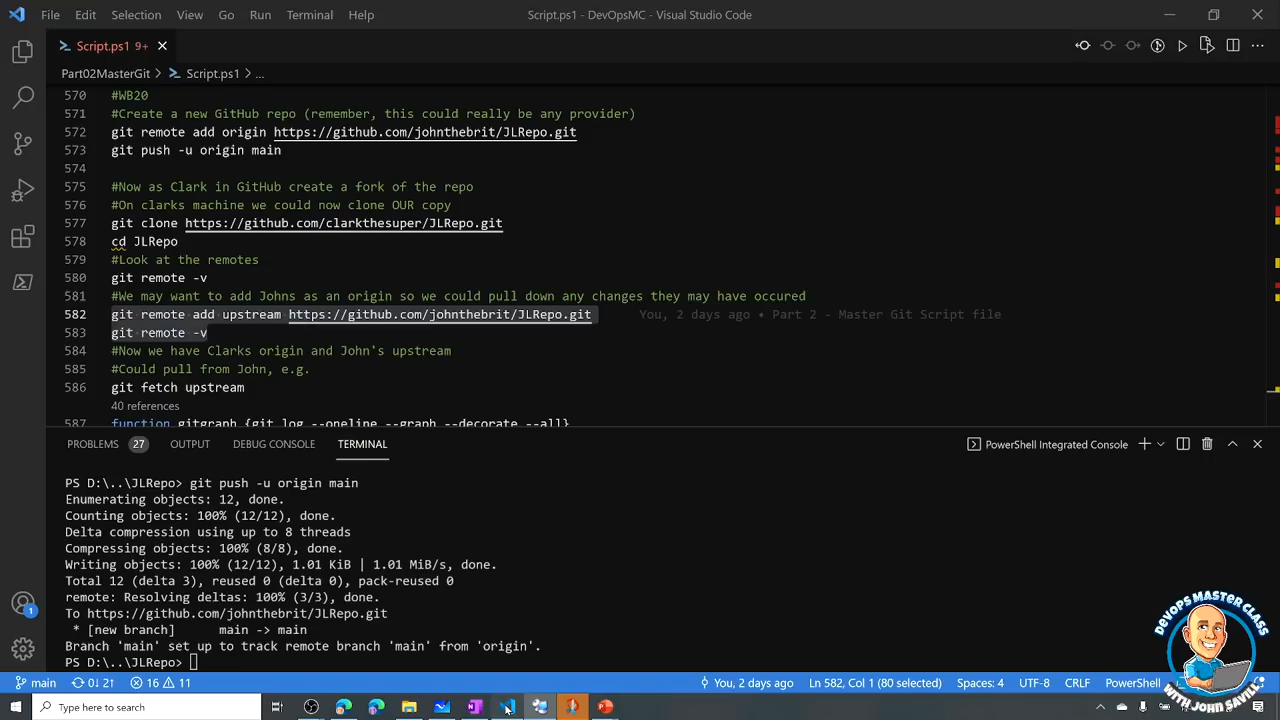 File Edit Selection View Go Run Terminal Help
Script.ps1 - DevOpsMC - Visual Studio Code
Script.ps1 9+
Part02MasterGit > Script.ps1 > ...
570 #WB20
571 #Create a new GitHub repo (remember, this could really be any provider)
572 git remote add origin https://github.com/johnthebrit/JLRepo.git
573 git push -u origin main
574
575 #Now as Clark in GitHub create a fork of the repo
576 #On clarks machine we could now clone OUR copy
577 git clone https://github.com/clarkthesuper/JLRepo.git
578 cd JLRepo
579 #Look at the remotes
580 git remote -v
581 #We may want to add Johns as an origin so we could pull down any changes they may have occured
582 git remote add upstream https://github.com/johnthebrit/JLRepo.git You, 2 days ago • Part 2 - Master Git Script file
583 git remote -v
584 #Now we have Clarks origin and John's upstream
585 #Could pull from John, e.g.
586 git fetch upstream
40 references
587 function gitgraph {git log --oneline --graph --decorate --all}
PROBLEMS 27 OUTPUT DEBUG CONSOLE TERMINAL PowerShell Integrated Console
PS D:\..\JLRepo> git push -u origin main
Enumerating objects: 12, done.
Counting objects: 100% (12/12), done.
Delta compression using up to 8 threads
Compressing objects: 100% (8/8), done.
Writing objects: 100% (12/12), 1.01 KiB | 1.01 MiB/s, done.
Total 12 (delta 3), reused 0 (delta 0), pack-reused 0
remote: Resolving deltas: 100% (3/3), done.
To https://github.com/johnthebrit/JLRepo.git
* [new branch] main -> main
Branch 'main' set up to track remote branch 'main' from 'origin'.
PS D:\..\JLRepo>
1
main 0↓ 2↑ 16 11 You, 2 days ago Ln 582, Col 1 (80 selected) Spaces: 4 UTF-8 CRLF PowerShell
DEVOPS MASTER CLASS
WITH JOHN SAVILL
Type here to search